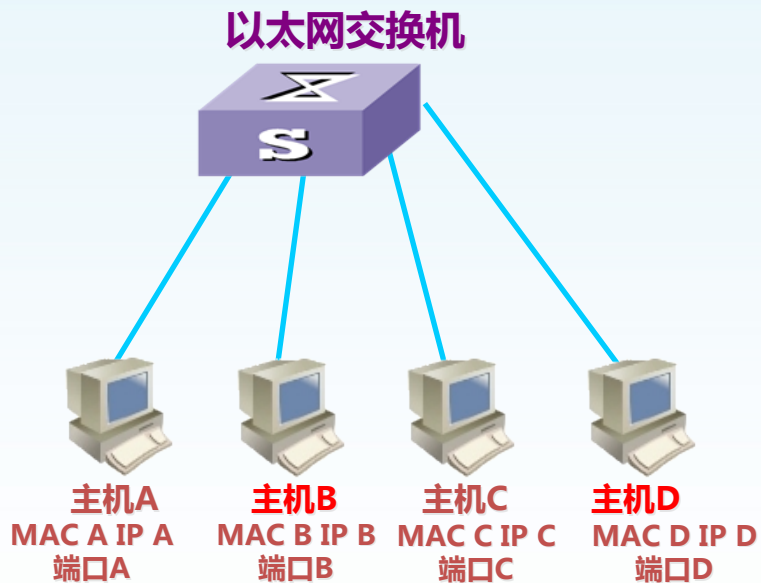 以太网交换机
S
主机A 主机B 主机C 主机D
MAC A IP A MAC B IP B MAC C IP C MAC D IP D
端口A 端口B 端口C 端口D